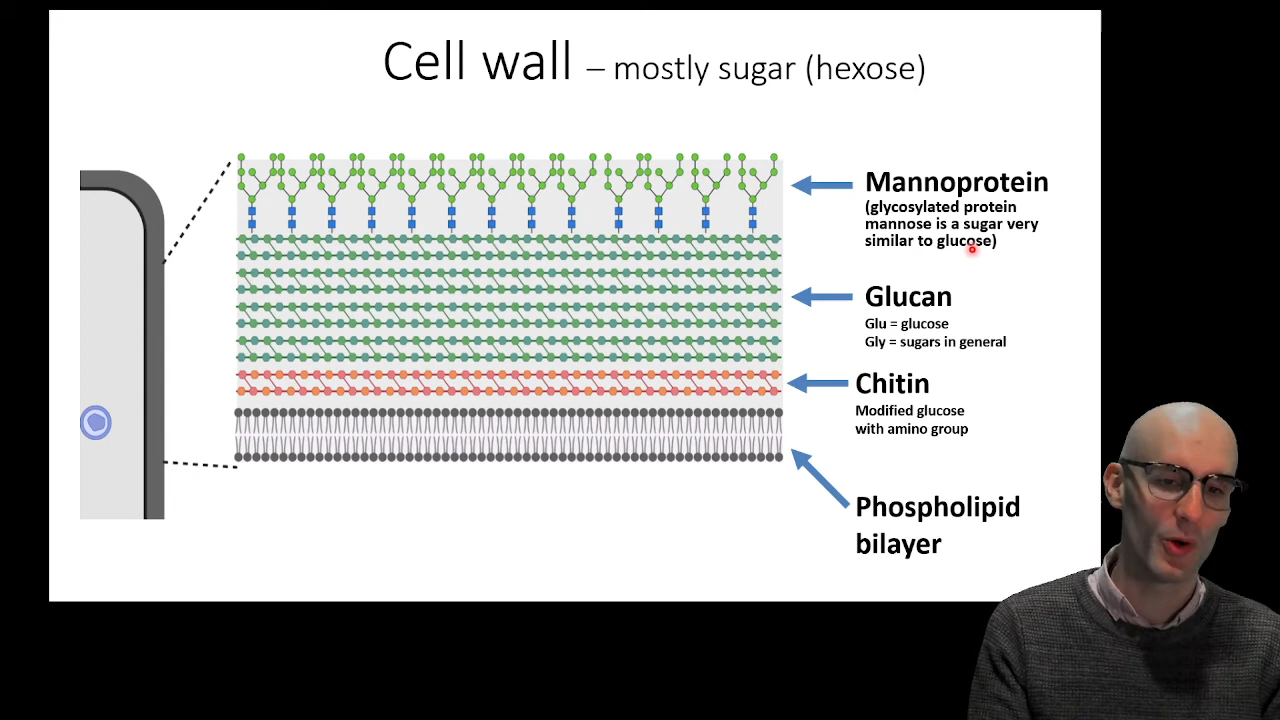 Cell wall – mostly sugar (hexose)
Mannoprotein
(glycosylated protein
mannose is a sugar very
similar to glucose)
Glucan
Glu = glucose
Gly = sugars in general
Chitin
Modified glucose
with amino group
Phospholipid
bilayer